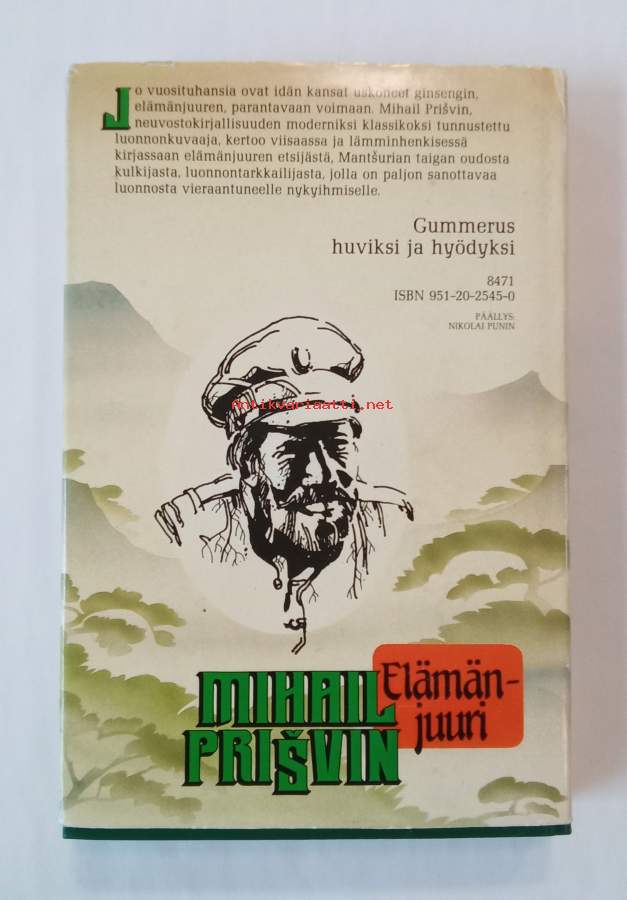 Jo vuosituhansia ovat idän kansat uskoneet ginsengin,
elämänjuuren, parantavaan voimaan. Mihail Prišvin,
neuvostokirjallisuuden moderniksi klassikoksi tunnustettu
luonnonkuvaaja, kertoo viisaassa ja lämminhenkisessä
kirjassaan elämänjuuren etsijästä, Mantšurian taigan oudosta
kulkijasta, luonnontarkkailijasta, jolla on paljon sanottavaa
luonnosta vieraantuneelle nykyihmiselle.
Gummerus
huviksi ja hyödyksi
8471
ISBN 951-20-2545-0
PÄÄLLYS:
NIKOLAI PUNIN
Antikvariaatti.net
MIHAIL
PRIŠVIN
Elämän-
juuri